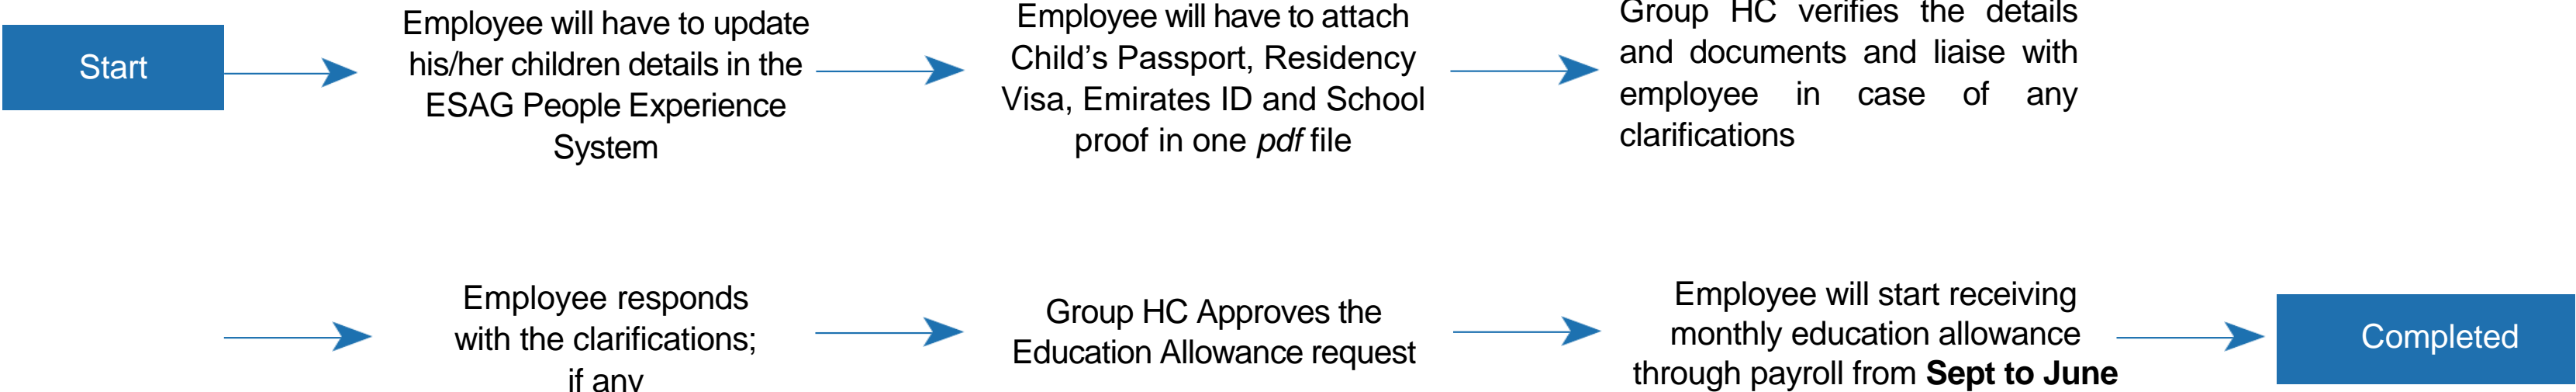 Start
Employee will have to update
his/her children details in the
ESAG People Experience
System
Employee will have to attach
Child's Passport, Residency
Visa, Emirates ID and School
proof in one pdf file
Group HC verifies the details
and documents and liaise with
employee in case of any
clarifications
Employee responds
with the clarifications;
if any
Group HC Approves the
Education Allowance request
Employee will start receiving
monthly education allowance
through payroll from Sept to June
Completed